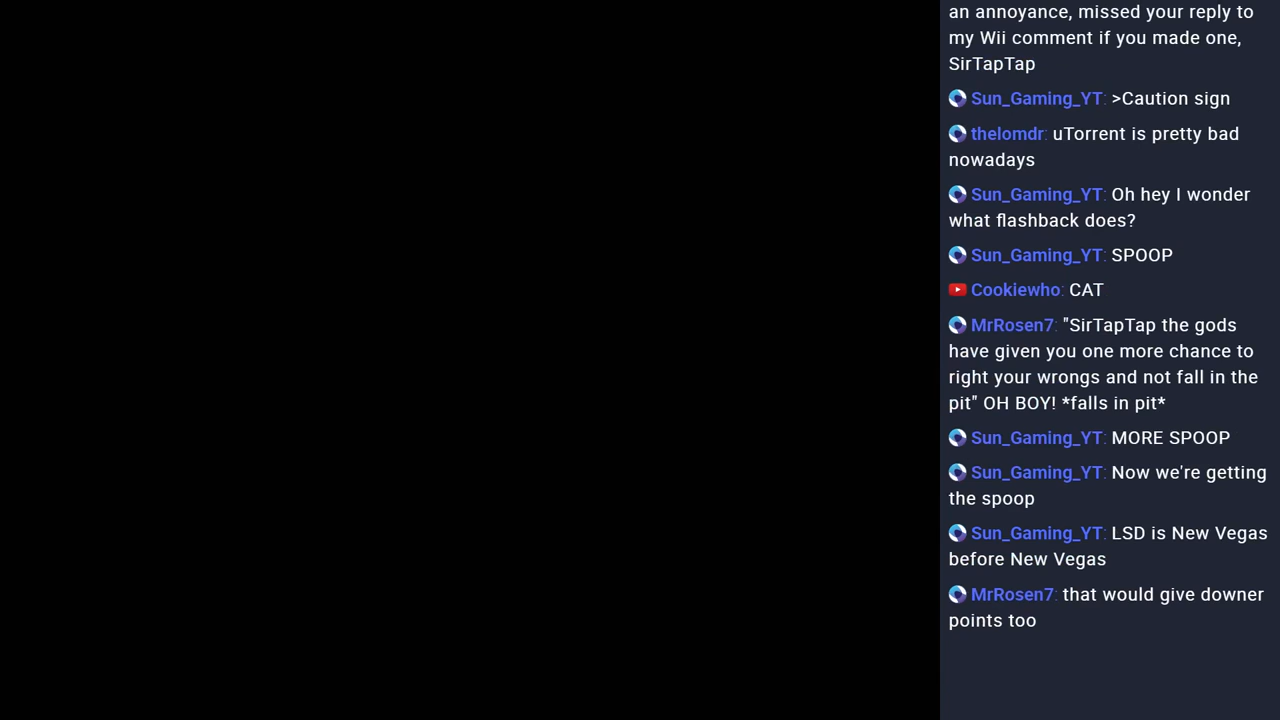 an annoyance, missed your reply to
my Wii comment if you made one,
SirTapTap
Sun_Gaming_YT: >Caution sign
thelomdr: uTorrent is pretty bad
nowadays
Sun_Gaming_YT: Oh hey I wonder
what flashback does?
Sun_Gaming_YT: SPOOP
Cookiewho: CAT
MrRosen7: "SirTapTap the gods
have given you one more chance to
right your wrongs and not fall in the
pit" OH BOY! *falls in pit*
Sun_Gaming_YT: MORE SPOOP
Sun_Gaming_YT: Now we're getting
the spoop
Sun_Gaming_YT: LSD is New Vegas
before New Vegas
MrRosen7: that would give downer
points too